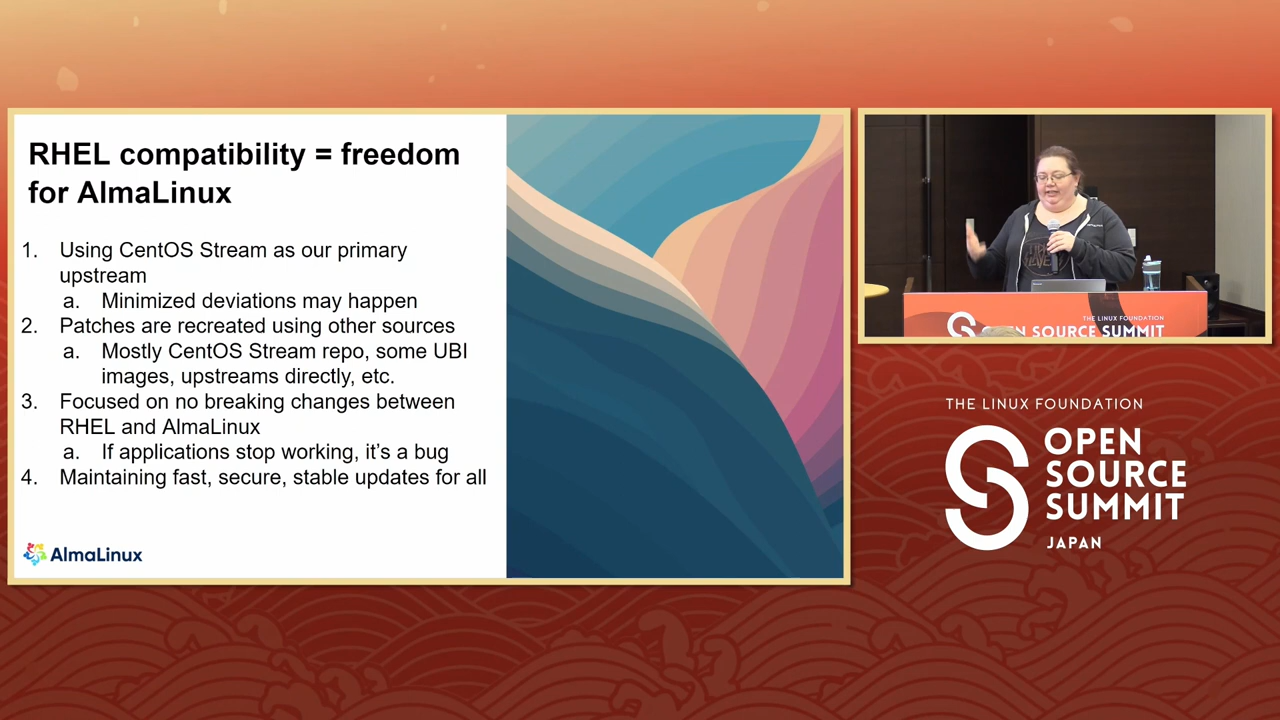 RHEL compatibility = freedom
for AlmaLinux
1. Using CentOS Stream as our primary
upstream
a. Minimized deviations may happen
2. Patches are recreated using other sources
a. Mostly CentOS Stream repo, some UBI
images, upstreams directly, etc.
3. Focused on no breaking changes between
RHEL and AlmaLinux
a. If applications stop working, it's a bug
4. Maintaining fast, secure, stable updates for all
AlmaLinux
THE LINUX FOUNDATION
OPEN SOURCE SUMMIT
THE LINUX FOUNDATION
OPEN
SOURCE
SUMMIT
JAPAN